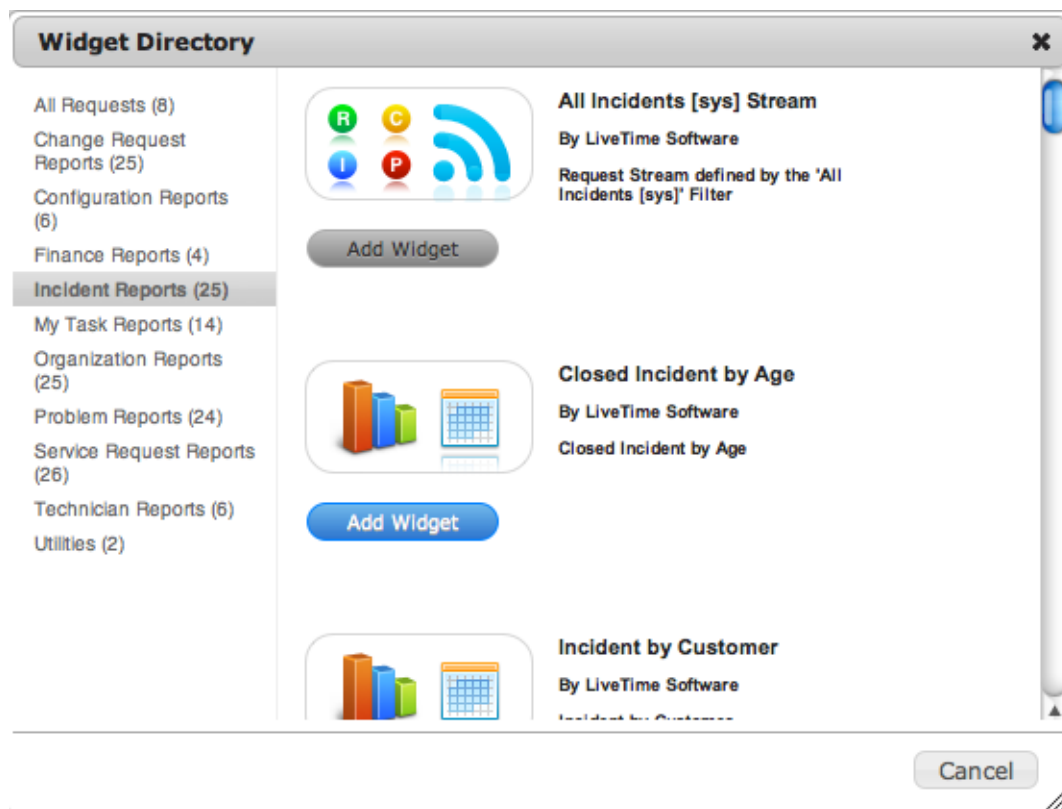 Widget Directory
All Requests (8)
Change Request
Reports (25)
Configuration Reports
(6)
Finance Reports (4)
Incident Reports (25)
My Task Reports (14)
Organization Reports
(25)
Problem Reports (24)
Service Request Reports
(26)
Technician Reports (6)
Utilities (2)
R C
I P
All Incidents [sys] Stream
By LiveTime Software
Request Stream defined by the 'All
Incidents [sys]' Filter
Add Widget
Closed Incident by Age
By LiveTime Software
Closed Incident by Age
Add Widget
Incident by Customer
By LiveTime Software
Incident by Customer
Cancel